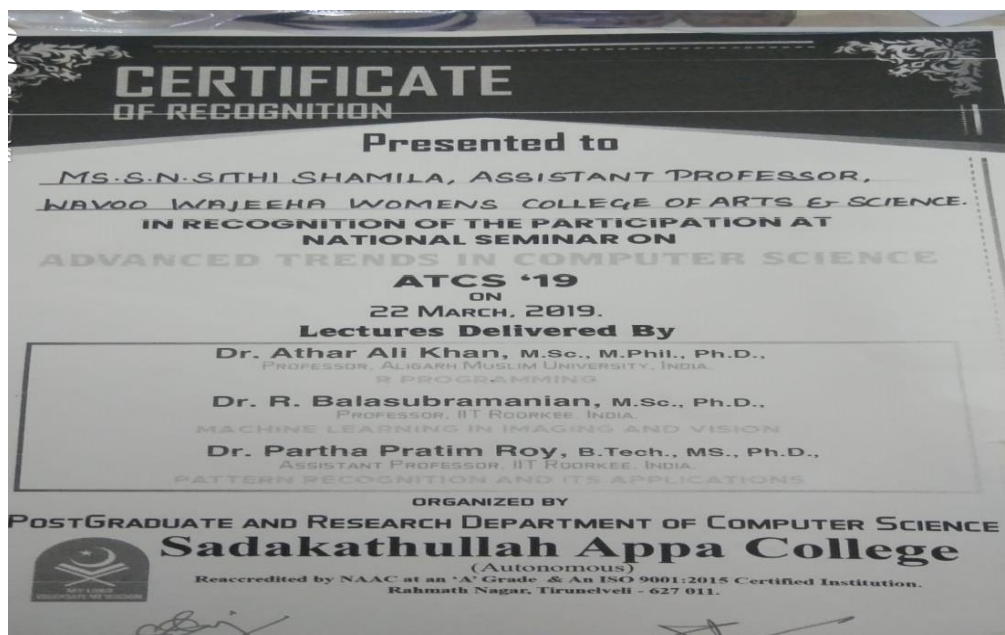 CERTIFICATE
OF RECOGNITION
Presented to
MS.S.N.SITHI SHAMILA, ASSISTANT PROFESSOR,
WAVOO WAJEEHA WOMENS COLLEGE OF ARTS & SCIENCE.
IN RECOGNITION OF THE PARTICIPATION AT
NATIONAL SEMINAR ON
ADVANCED TRENDS IN COMPUTER SCIENCE
ATCS ‘19
ON
22 MARCH, 2019.
Lectures Delivered By
Dr. Athar Ali Khan, M.Sc., M.Phil., Ph.D.,
PROFESSOR, ALIGARH MUSLIM UNIVERSITY, INDIA.
R PROGRAMMING
Dr. R. Balasubramanian, M.Sc., Ph.D.,
PROFESSOR, IIT ROORKEE, INDIA.
MACHINE LEARNING IN IMAGING AND VISION
Dr. Partha Pratim Roy, B.Tech., MS., Ph.D.,
ASSISTANT PROFESSOR, IIT ROORKEE, INDIA.
PATTERN RECOGNITION AND ITS APPLICATIONS
ORGANIZED BY
POSTGRADUATE AND RESEARCH DEPARTMENT OF COMPUTER SCIENCE
Sadakathullah Appa College
(Autonomous)
Reaccredited by NAAC at an ‘A’ Grade & An ISO 9001:2015 Certified Institution.
Rahmath Nagar, Tirunelveli - 627 011.
MY LORD